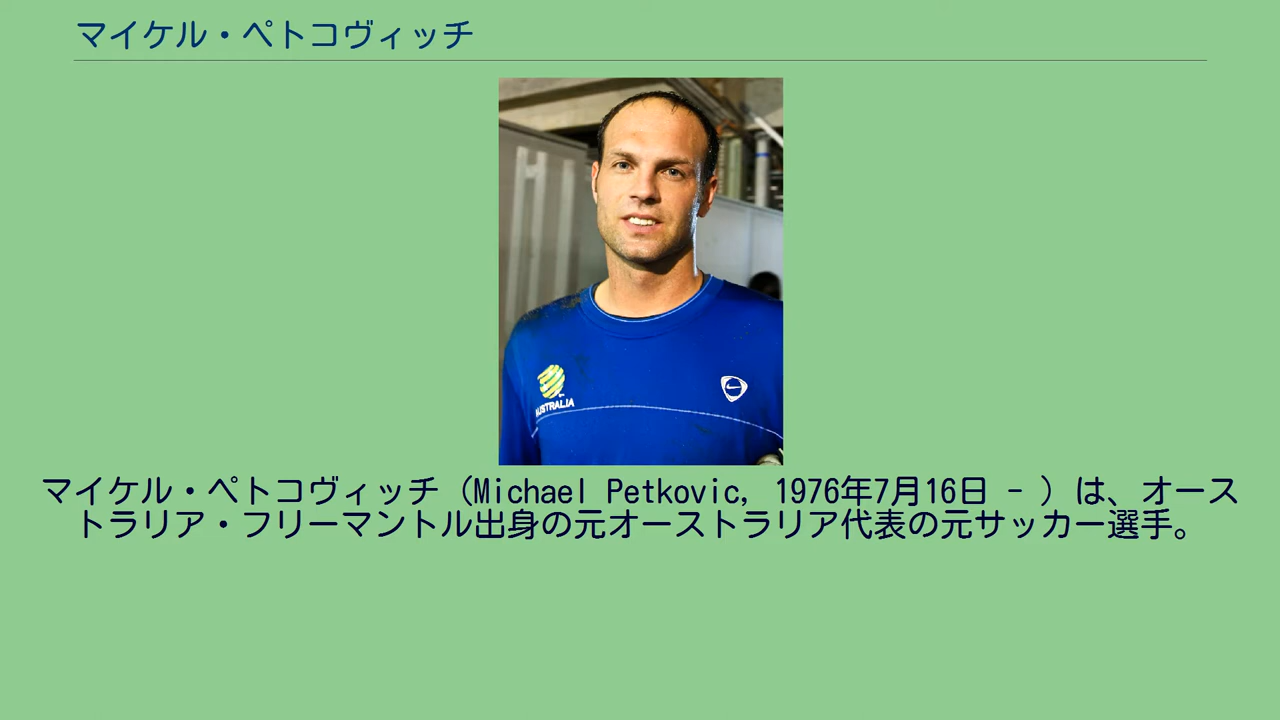 マイケル・ペトコヴィッチ
AUSTRALIA
マイケル・ペトコヴィッチ（Michael Petkovic, 1976年7月16日 - ）は、オース
トラリア・フリーマントル出身の元オーストラリア代表の元サッカー選手。